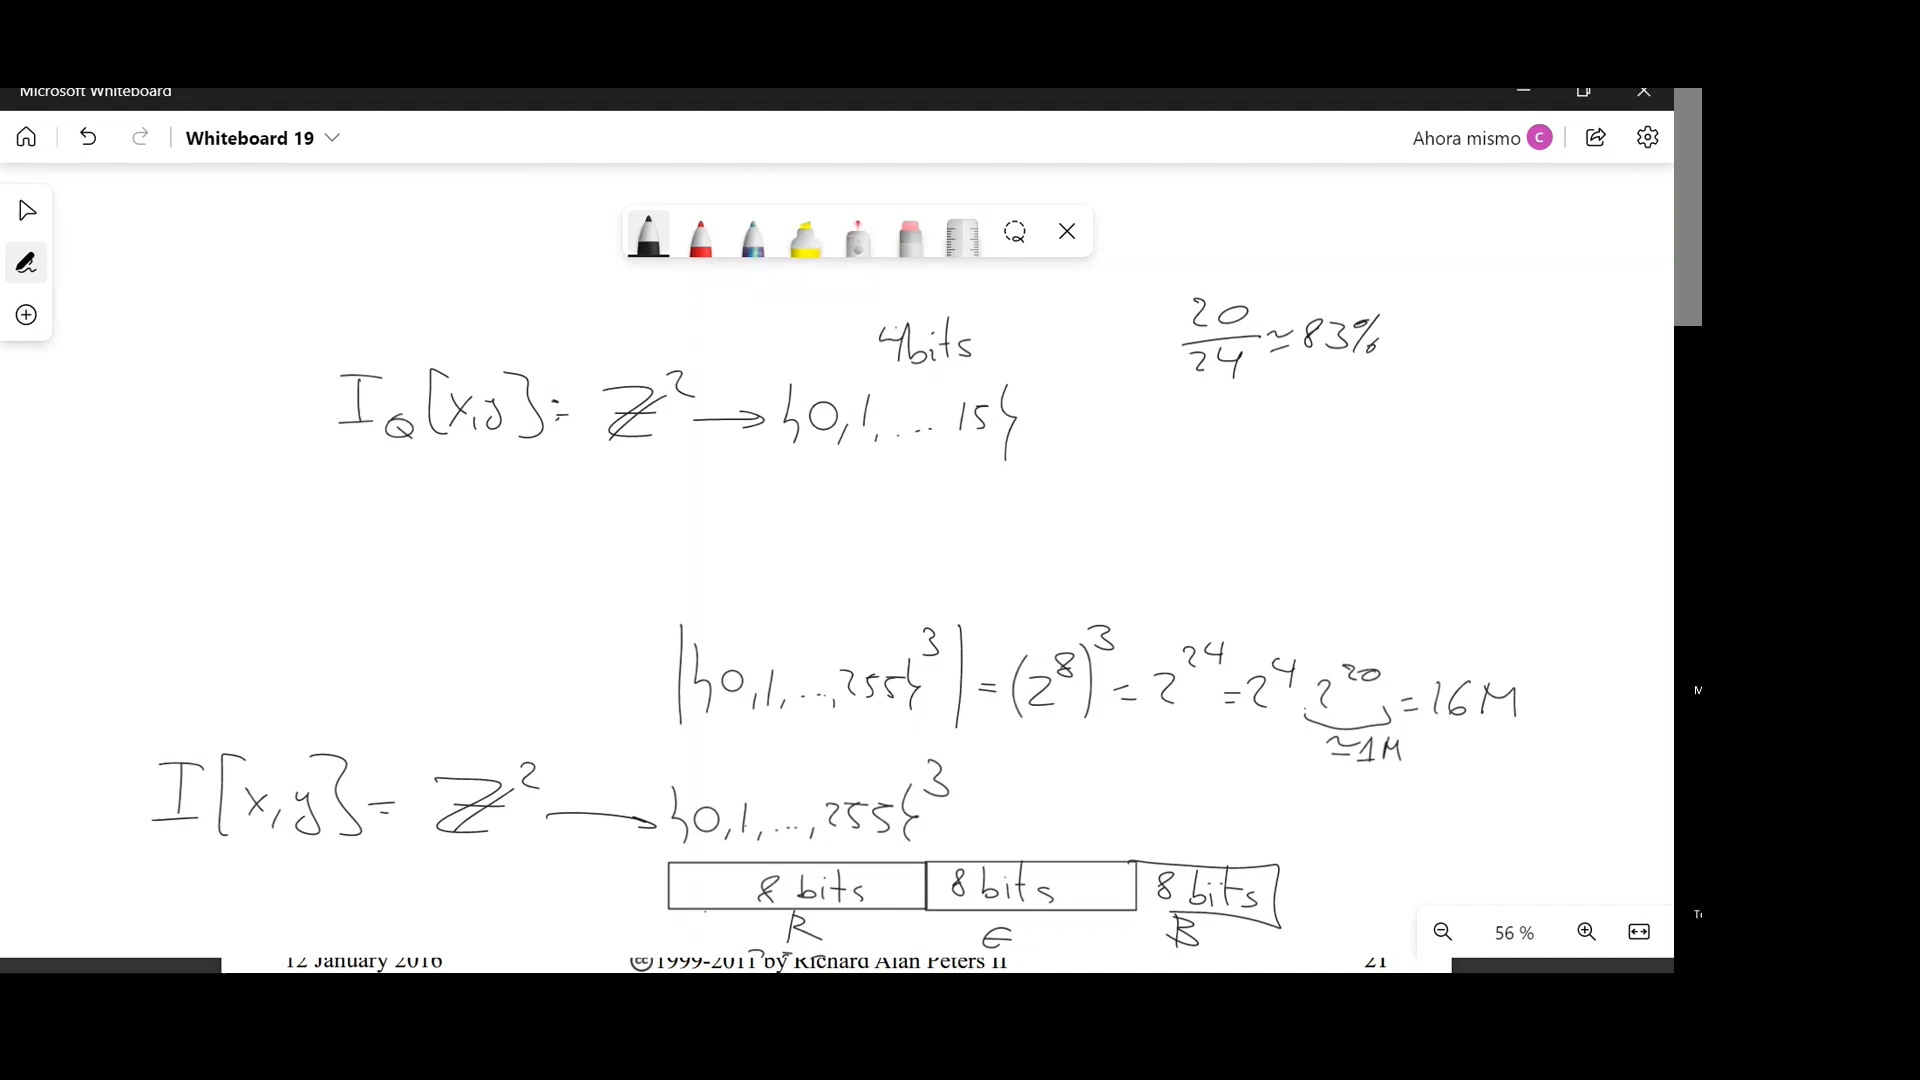 Microsoft Whiteboard
Whiteboard 19
Ahora mismo C
4bits
20/24 ≃ 83%
I_Q[x,y] = ℤ² → {0,1,... 15}
|{0,1,...,255}³| = (2⁸)³ = 2²⁴ = 2⁴ 2²⁰ = 16M
≃1M
I[x,y] = ℤ² → {0,1,...,255}³
8 bits 8 bits 8 bits
R G B
12 January 2016 1999-2011 by Richard Alan Peters II 21
56 %